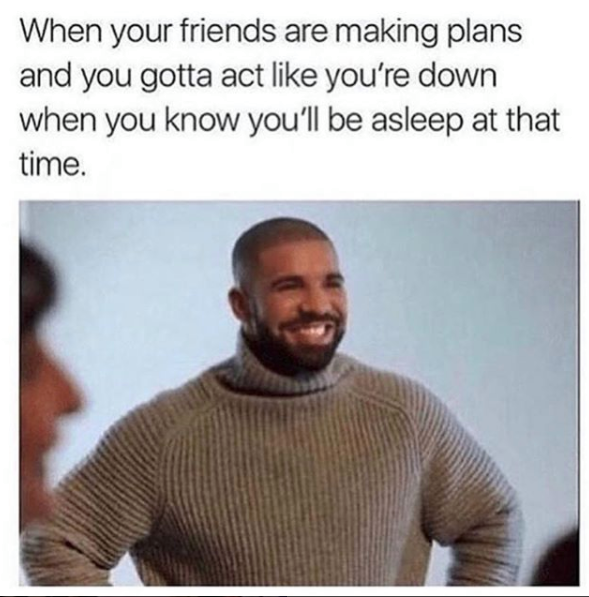 When your friends are making plans
and you gotta act like you're down
when you know you'll be asleep at that
time.